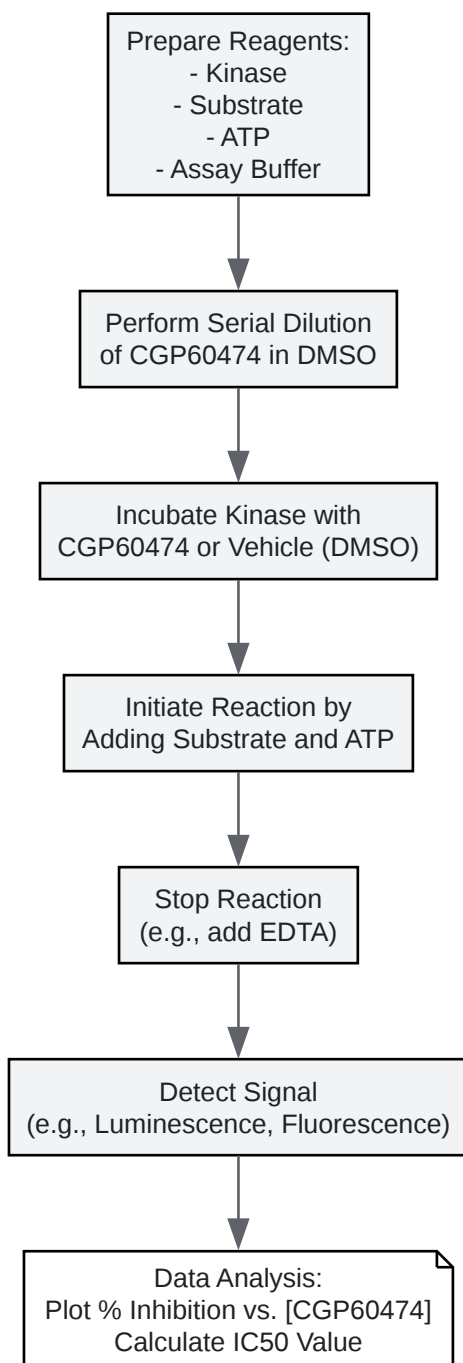 Prepare Reagents:
- Kinase
- Substrate
- ATP
- Assay Buffer
Perform Serial Dilution
of CGP60474 in DMSO
Incubate Kinase with
CGP60474 or Vehicle (DMSO)
Initiate Reaction by
Adding Substrate and ATP
Stop Reaction
(e.g., add EDTA)
Detect Signal
(e.g., Luminescence, Fluorescence)
Data Analysis:
Plot % Inhibition vs. [CGP60474]
Calculate IC50 Value